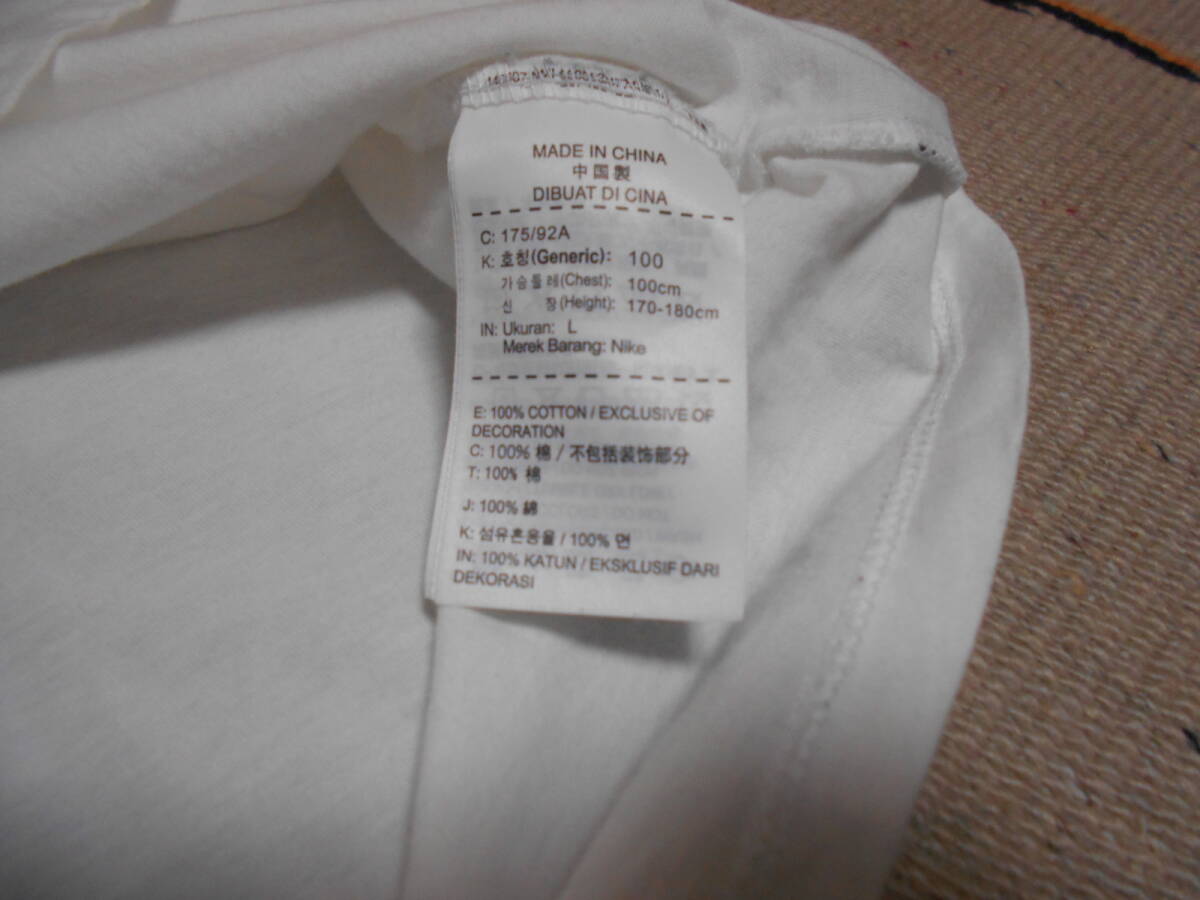 MADE IN CHINA
中国製
DIBUAT DI CINA
C: 175/92A
K: 호칭(Generic): 100
가슴둘레(Chest): 100cm
신 장(Height): 170-180cm
IN: Ukuran: L
Merek Barang: Nike
E: 100% COTTON / EXCLUSIVE OF
DECORATION
C: 100% 棉 / 不包括装饰部分
T: 100% 棉
J: 100% 綿
K: 섬유혼용율 / 100% 면
IN: 100% KATUN / EKSKLUSIF DARI
DEKORASI